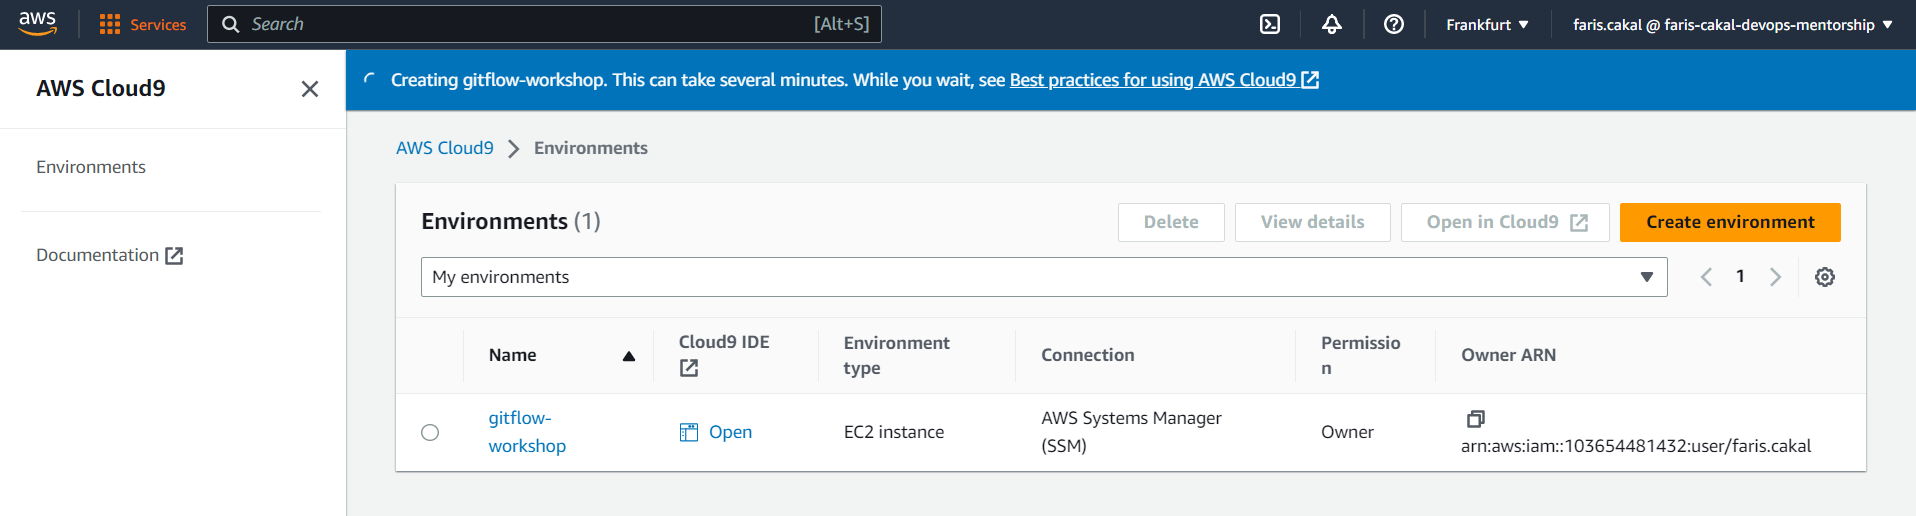 aws Services Search [Alt+S] Frankfurt faris.cakal @ faris-cakal-devops-mentorship
AWS Cloud9
Creating gitflow-workshop. This can take several minutes. While you wait, see Best practices for using AWS Cloud9
Environments
Documentation
AWS Cloud9 Environments
Environments (1)
Delete View details Open in Cloud9 Create environment
My environments
1
Name
Cloud9 IDE
Environment
type
Connection
Permissio
n
Owner ARN
gitflow-
workshop
Open
EC2 instance
AWS Systems Manager
(SSM)
Owner
arn:aws:iam::103654481432:user/faris.cakal